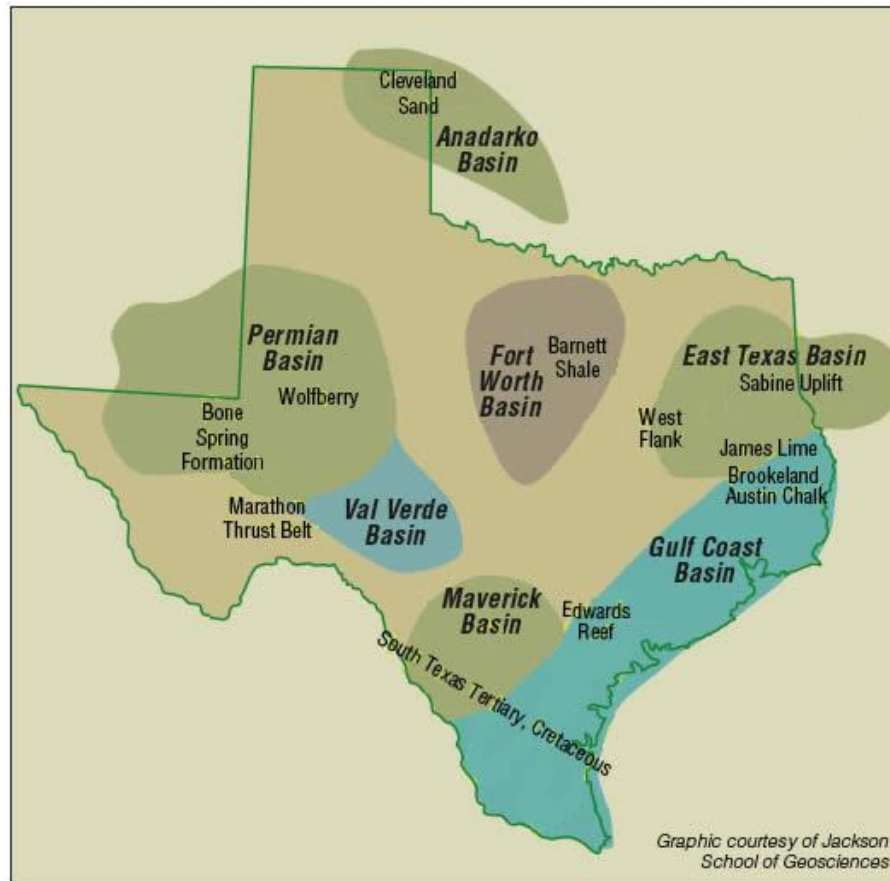 Cleveland
Sand
Anadarko
Basin
Permian
Basin
Wolfberry
Bone
Spring
Formation
Fort
Worth
Basin
Barnett
Shale
East Texas Basin
Sabine Uplift
West
Flank
James Lime
Brookeland
Austin Chalk
Marathon
Thrust Belt
Val Verde
Basin
Gulf Coast
Basin
Maverick
Basin
Edwards
Reef
South Texas Tertiary, Cretaceous
Graphic courtesy of Jackson
School of Geosciences